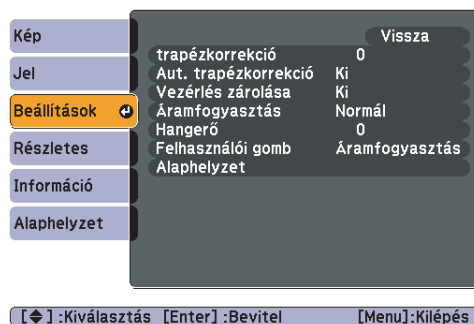 Kép
Jel
Beállítások
Részletes
Információ
Alaphelyzet
Vissza
trapézkorrekció 0
Aut. trapézkorrekció Ki
Vezérlés zárolása Ki
Áramfogyasztás Normál
Hangerő 0
Felhasználói gomb Áramfogyasztás
Alaphelyzet
[◆] :Kiválasztás [Enter] :Bevitel [Menu]:Kilépés